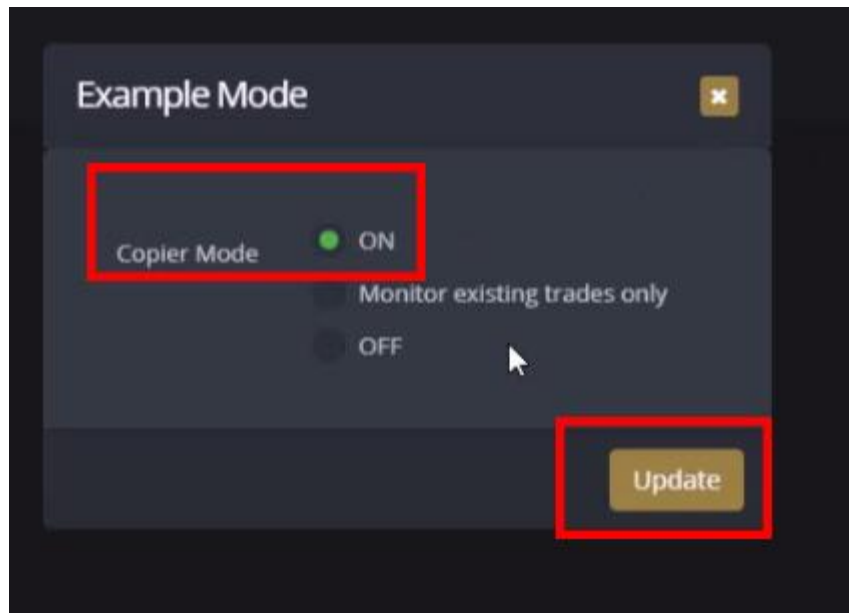 Example Mode
Copier Mode ON
Monitor existing trades only
OFF
Update